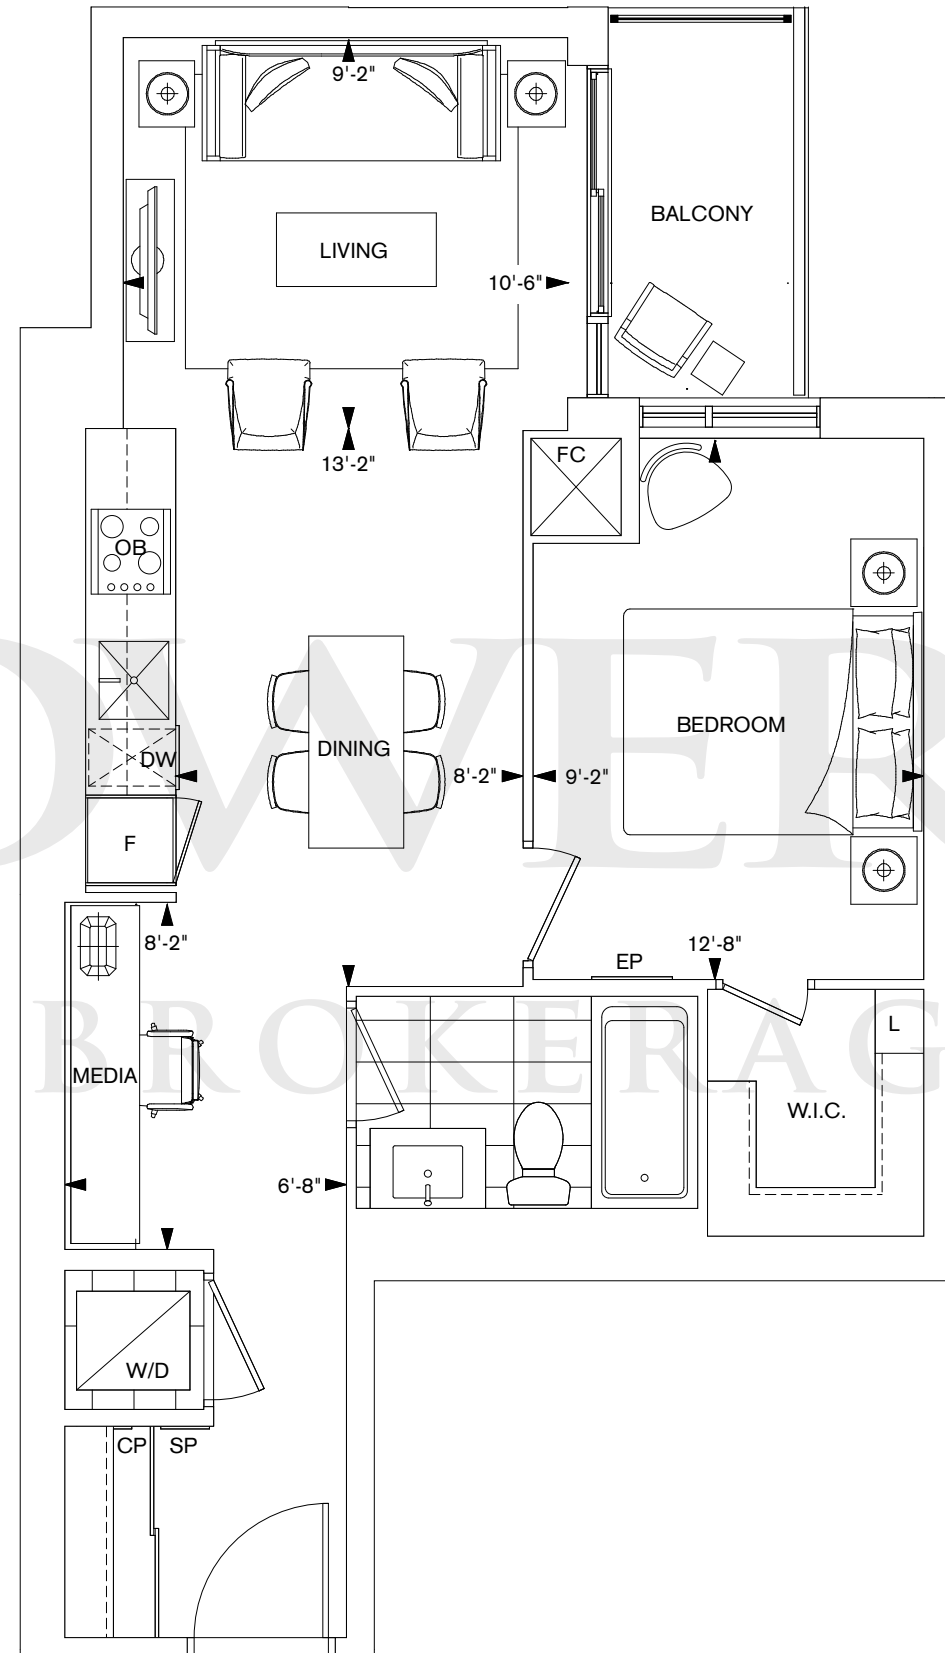 9'-2"
BALCONY
LIVING
10'-6"
13'-2"
FC
OB
BEDROOM
DINING
DW
8'-2"
9'-2"
F
8'-2"
12'-8"
EP
L
MEDIA
W.I.C.
6'-8"
W/D
CP
SP
OWER
BROKERAG